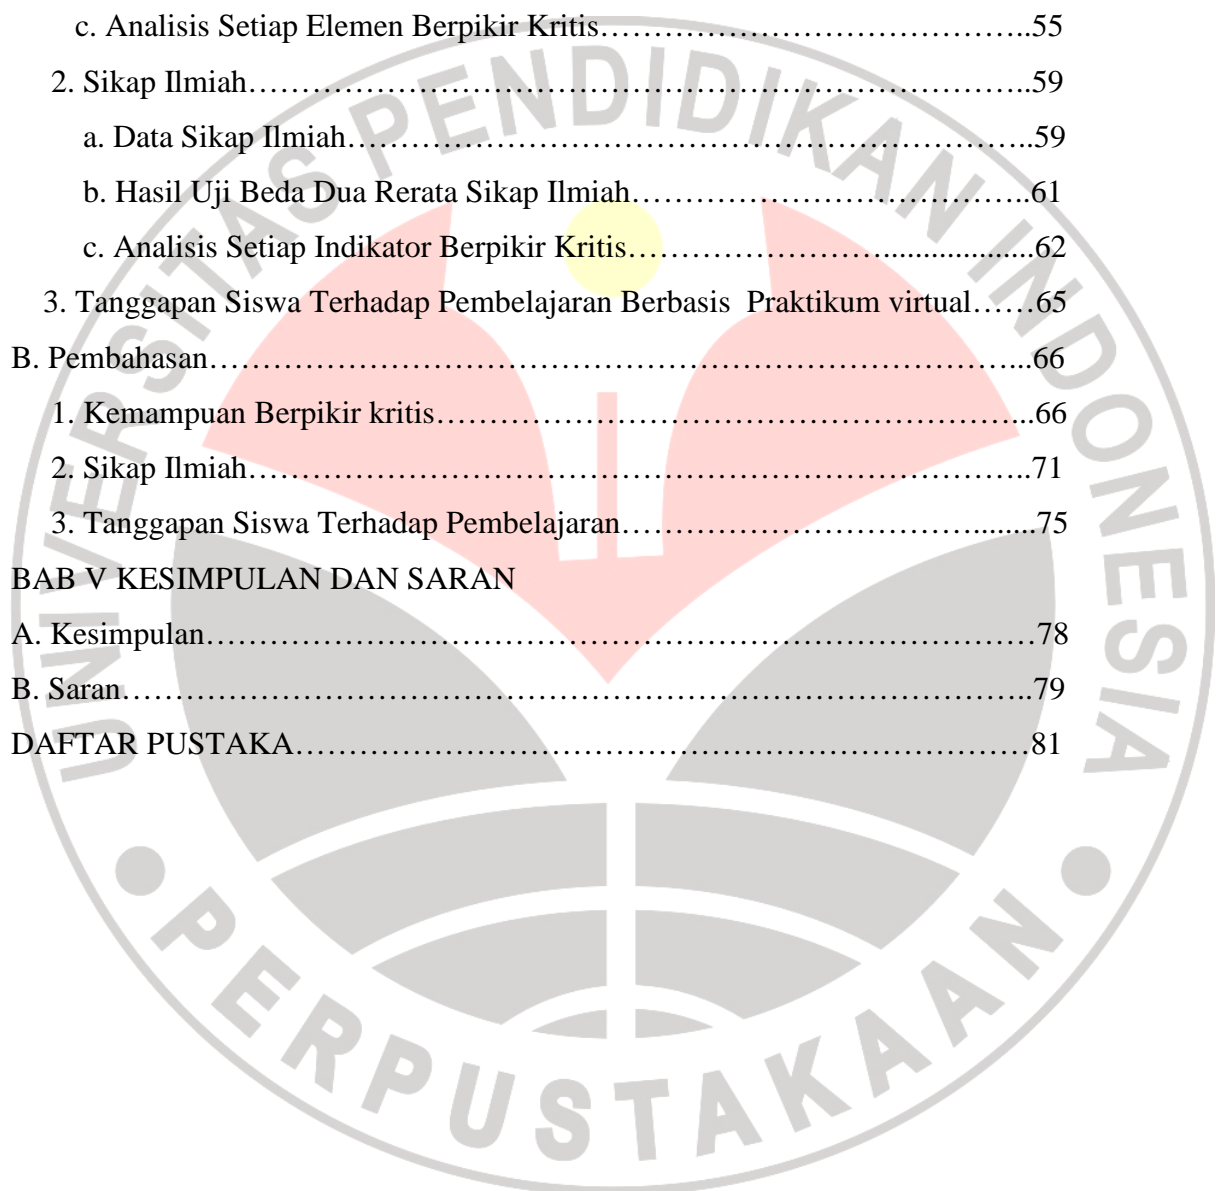 c. Analisis Setiap Elemen Berpikir Kritis…………………………………..55
2. Sikap Ilmiah…………………………………………………………………..59
a. Data Sikap Ilmiah…………………………………………………………..59
b. Hasil Uji Beda Dua Rerata Sikap Ilmiah………………………………..61
c. Analisis Setiap Indikator Berpikir Kritis……………………...................62
3. Tanggapan Siswa Terhadap Pembelajaran Berbasis  Praktikum virtual……65
B. Pembahasan……………………………………………………………………...66
1. Kemampuan Berpikir kritis…………………………………………………..66
2. Sikap Ilmiah…………………………………………………………………..71
3. Tanggapan Siswa Terhadap Pembelajaran……………………………........75
BAB V KESIMPULAN DAN SARAN
A. Kesimpulan………………………………………………………………………78
B. Saran……………………………………………………………………………..79
DAFTAR PUSTAKA………………………………………………………………81
UNIVERSITAS PENDIDIKAN INDONESIA
PERPUSTAKAAN